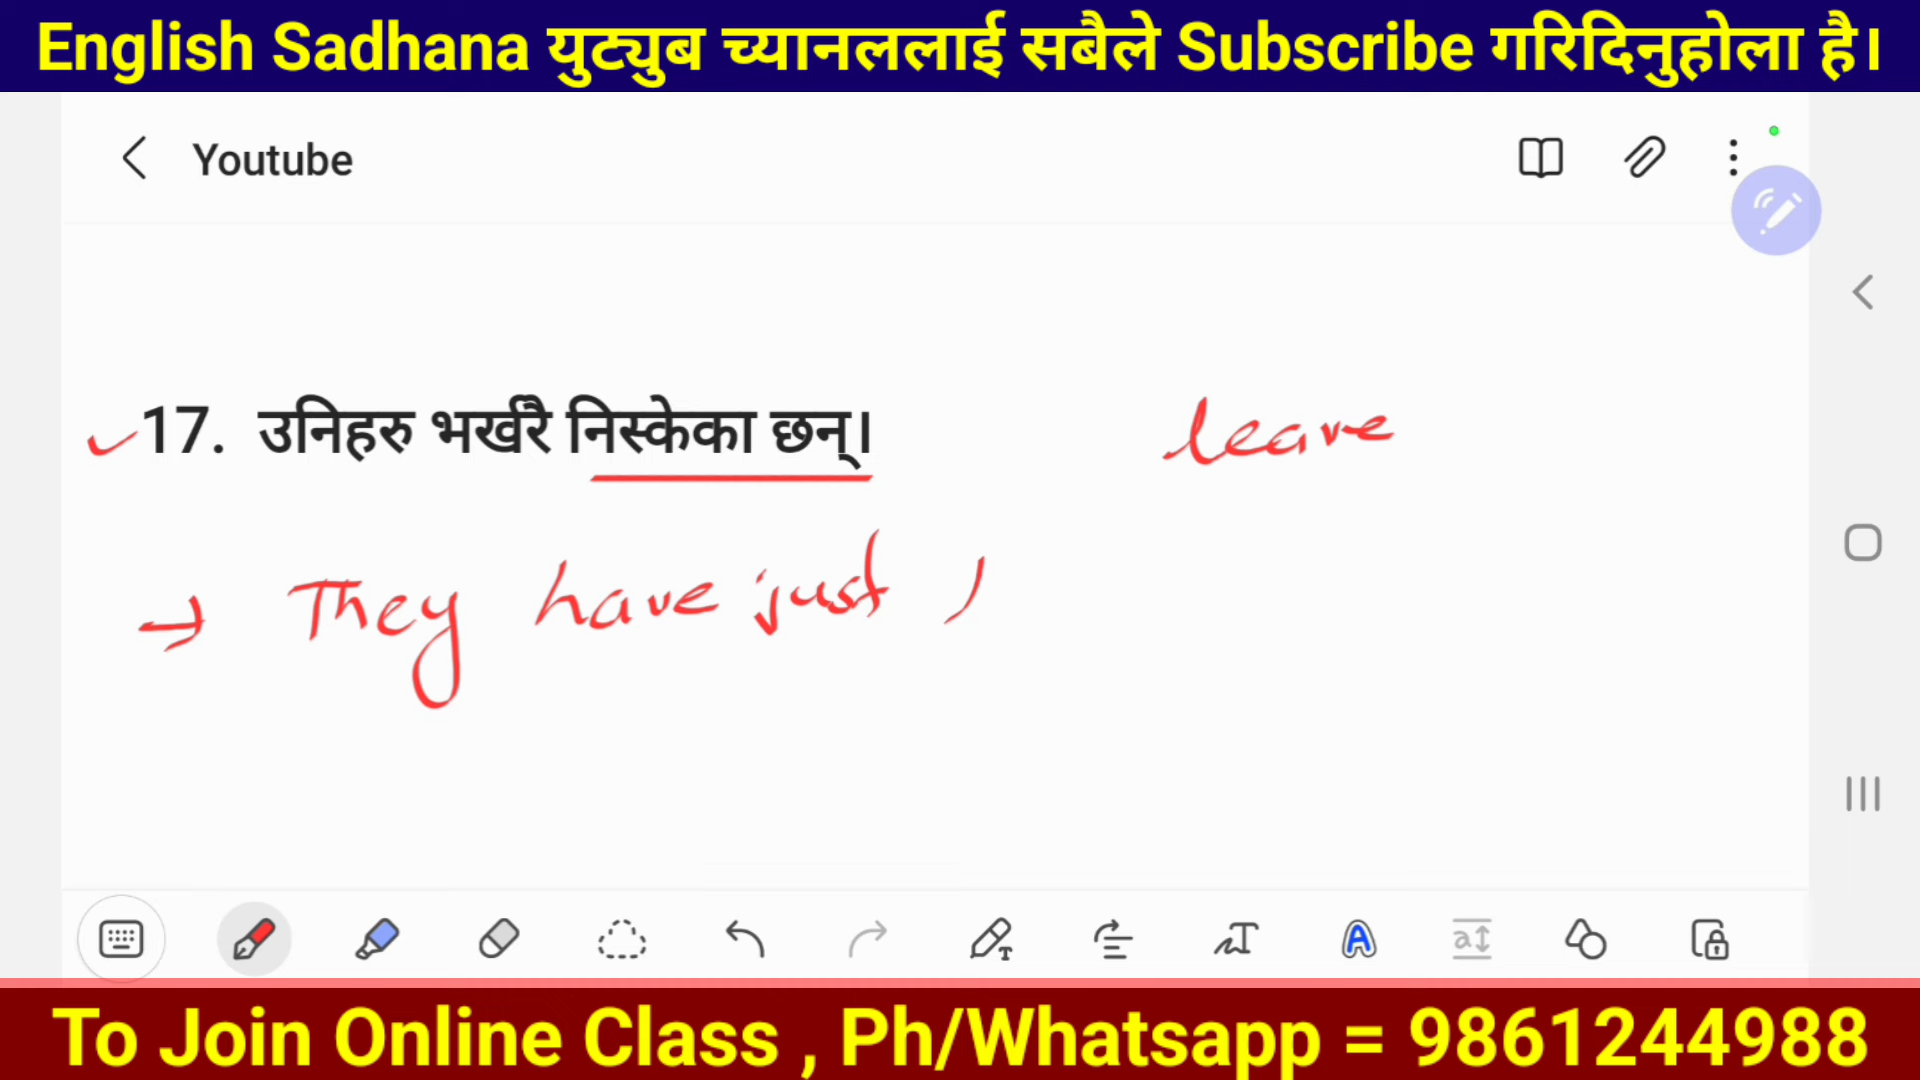 English Sadhana युट्युब च्यानललाई सबैले Subscribe गरिदिनुहोला है।
Youtube
17. उनिहरु भर्खरै निस्केका छन्।
leave
→ They have just
To Join Online Class , Ph/Whatsapp = 9861244988